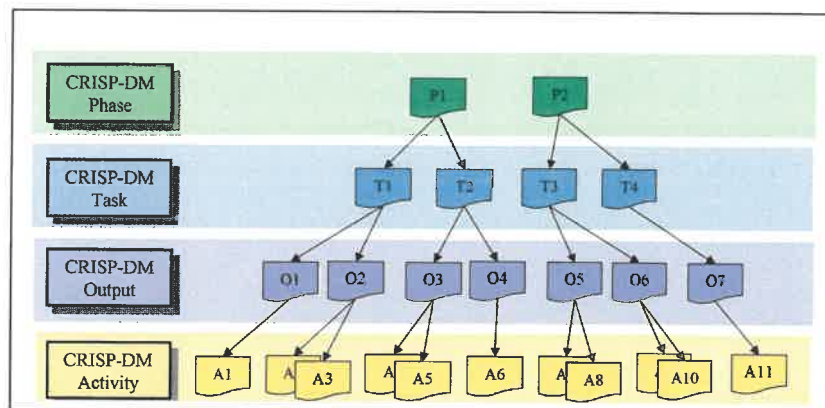 CRISP-DM
Phase
P1
P2
CRISP-DM
Task
T1
T2
T3
T4
CRISP-DM
Output
O1
O2
O3
O4
O5
O6
O7
CRISP-DM
Activity
A1
A
A3
A
A5
A6
A
A8
A
A10
A11